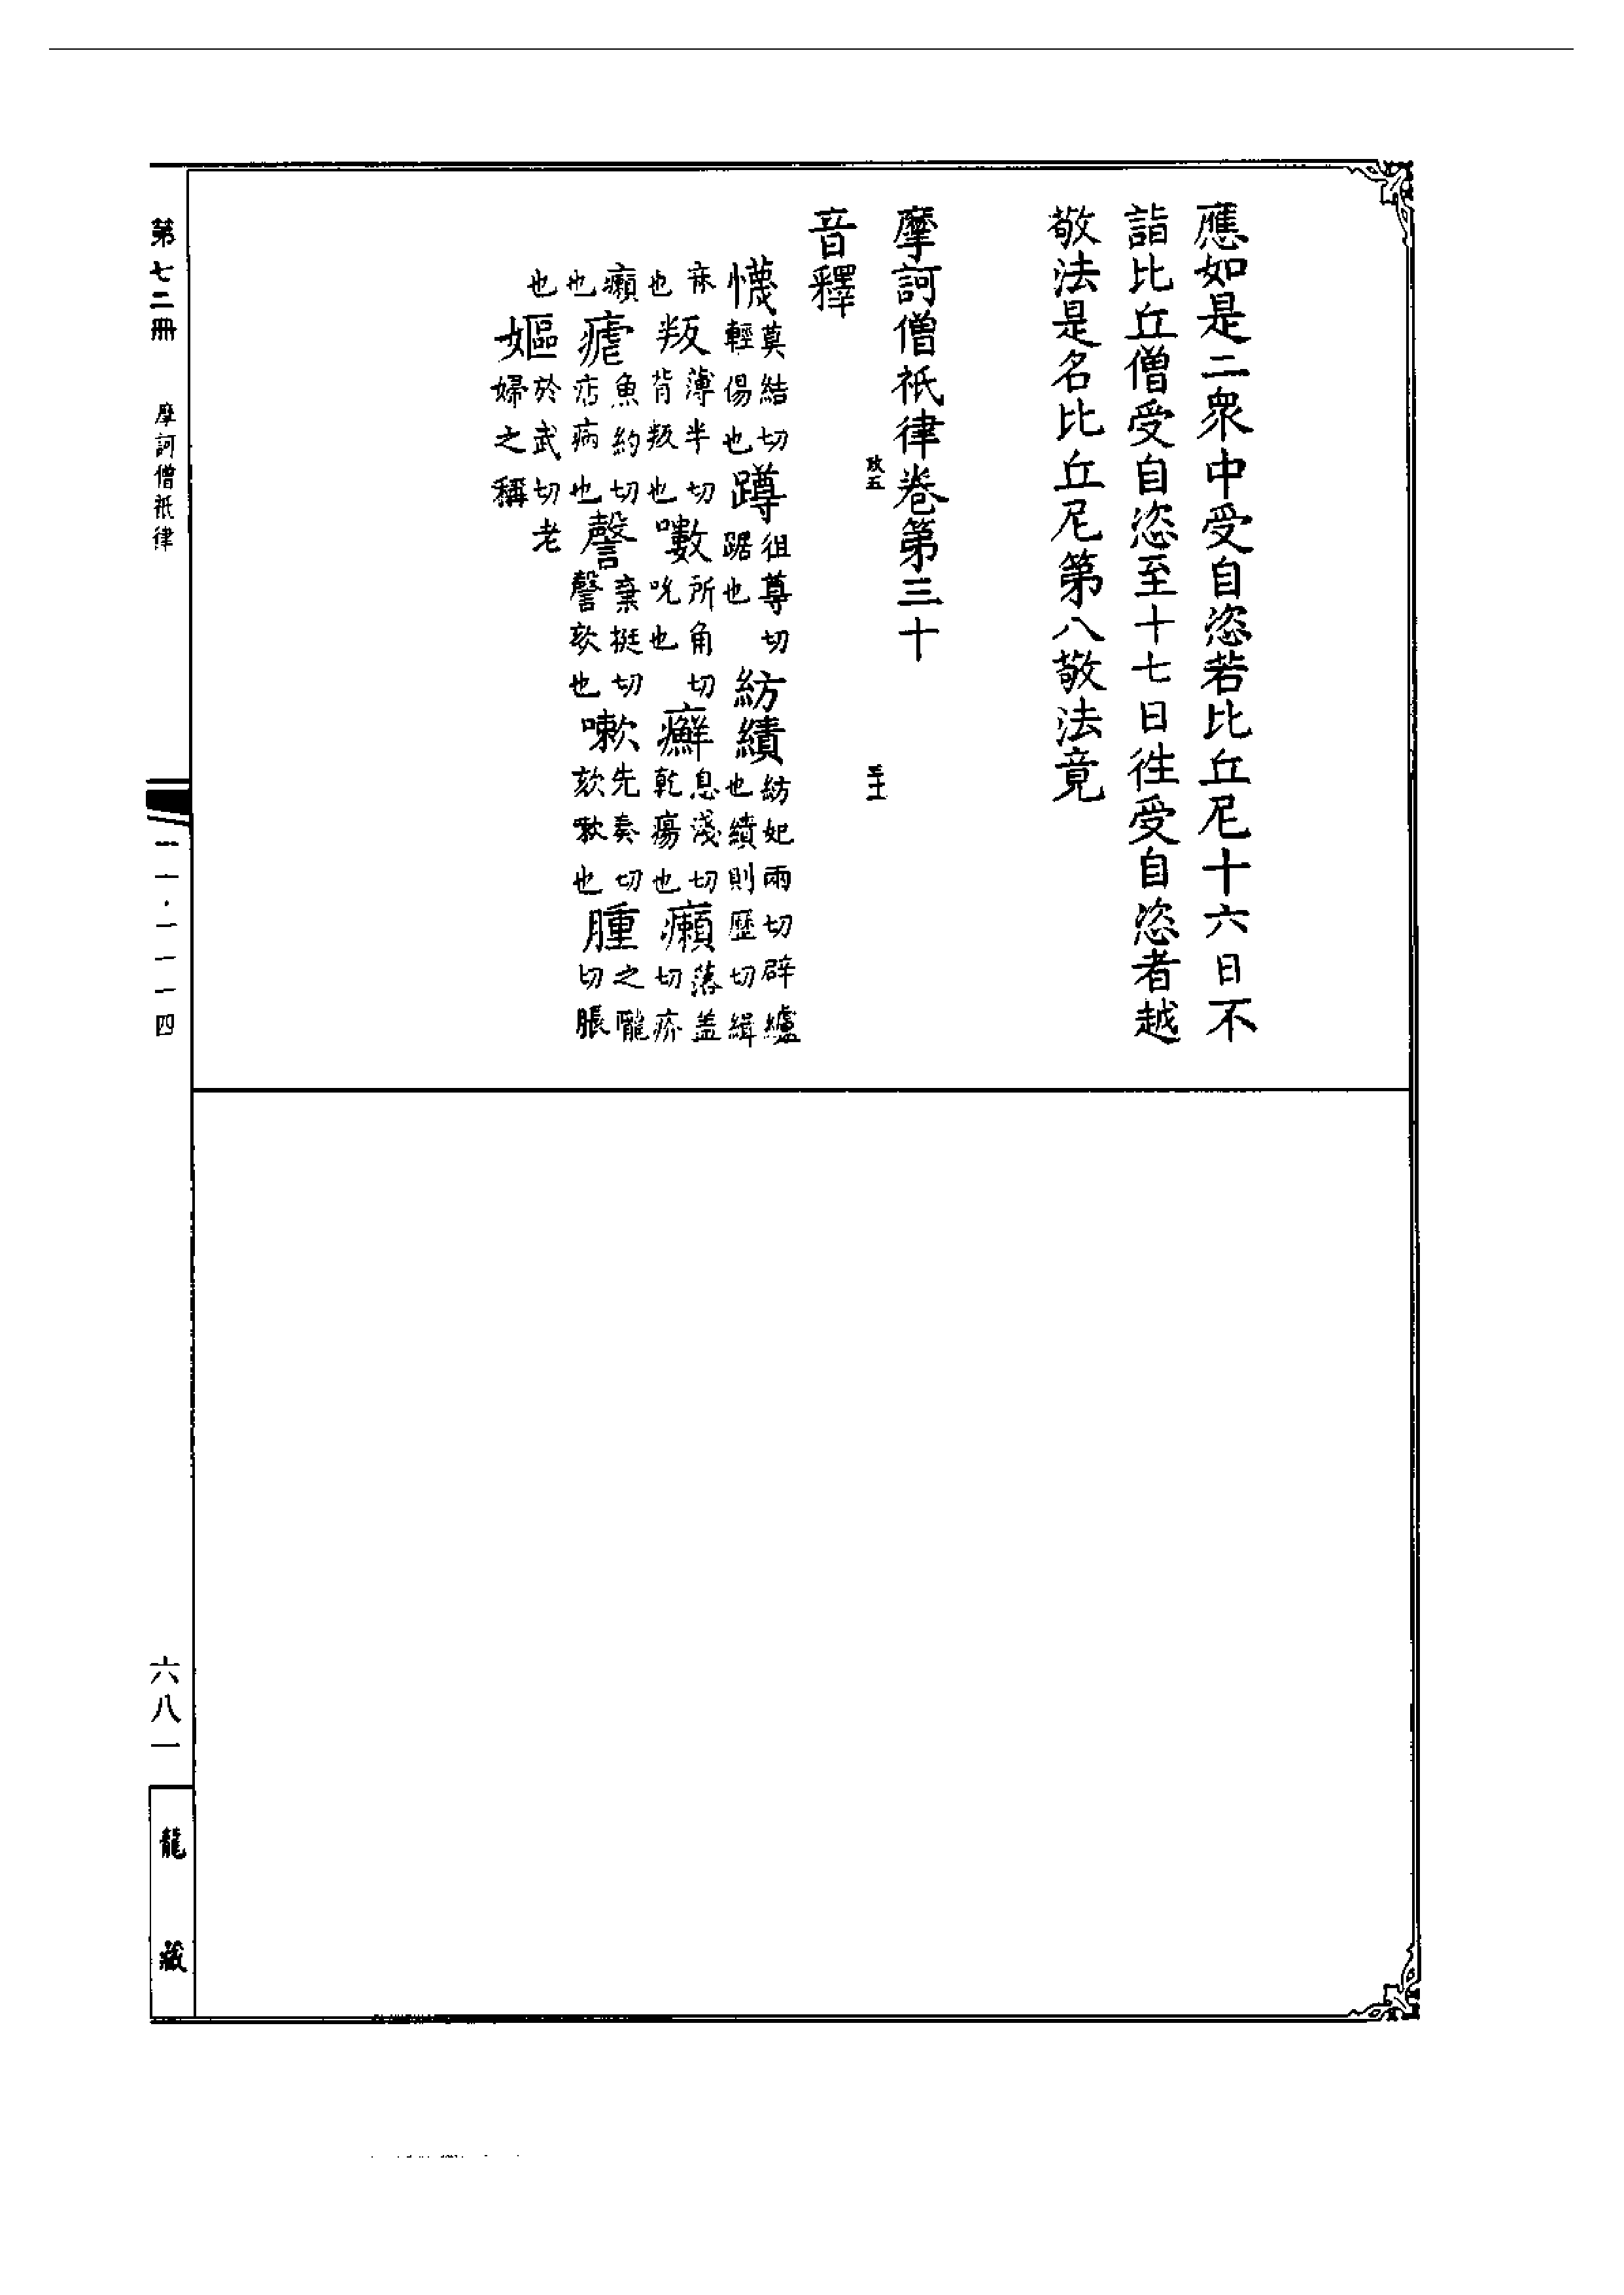 應如是二衆中受自恣若比丘尼十六日不
詣比丘僧受自恣至十七日徃受自恣者越
敬法是名比丘尼第八敬法竟
摩訶僧祇律卷第三十
政五
音釋
懱莫結切輕傷也蹲徂尊切踞也紡績紡妃兩切辟纑也績則歷切緝
麻也叛薄半切背叛也嗽所角切吮也癬息淺切乾瘍也癩落蓋切疥
癩也瘧魚約切痁病也謦棄挺切謦欬也嗽先奏切欬嗽也腫之隴切脹
也嫗於武切老婦之稱
第七二冊
摩訶僧祇律
一一一四
六八一
龍藏